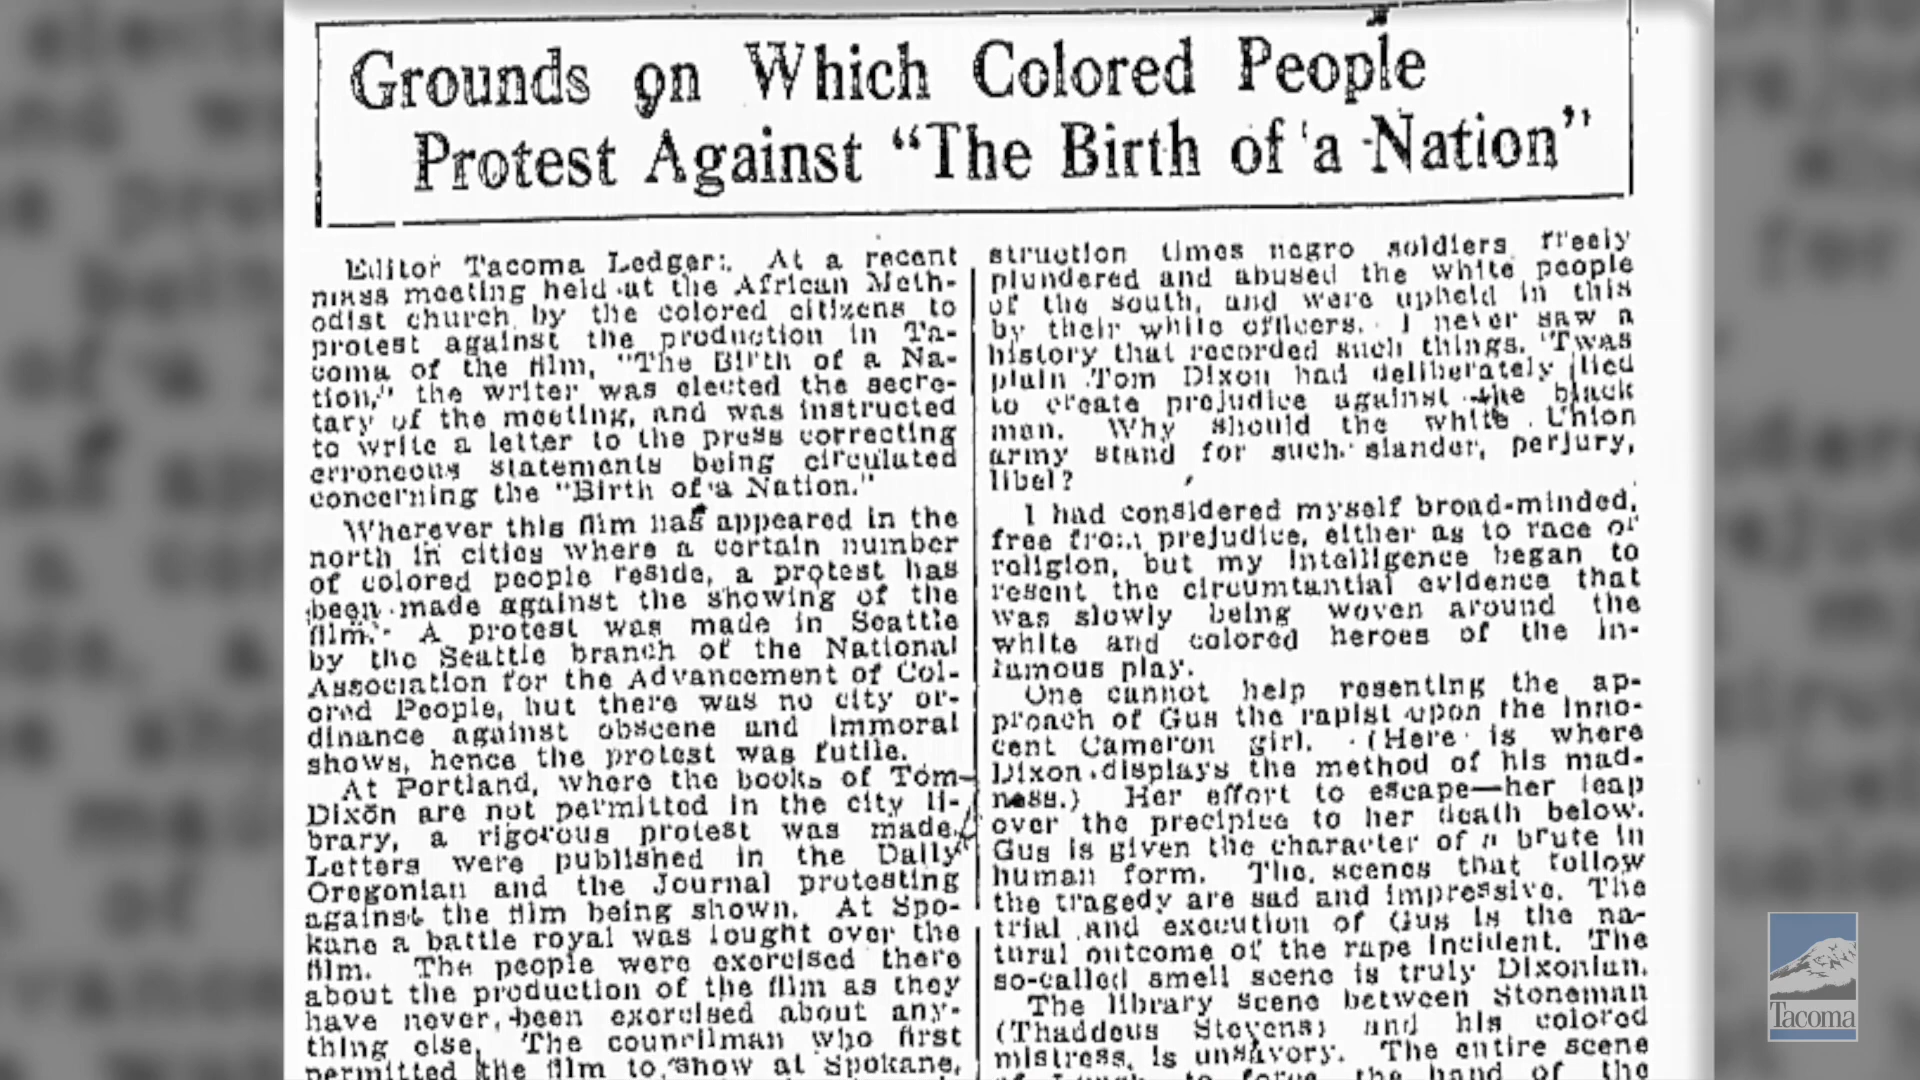 Grounds on Which Colored People
Protest Against "The Birth of a Nation"
Editor Tacoma Ledger: At a recent
mass meeting held at the African Meth-
odist church by the colored citizens to
protest against the production in Ta-
coma of the film, "The Birth of a Na-
tion," the writer was elected the secre-
tary of the meeting, and was instructed
to write a letter to the press correcting
erroneous statements being circulated
concerning the "Birth of a Nation."
Wherever this film has appeared in the
north in cities where a certain number
of colored people reside, a protest has
been made against the showing of the
film. A protest was made in Seattle
by the Seattle branch of the National
Association for the Advancement of Col-
ored People, but there was no city or-
dinance against obscene and immoral
shows, hence the protest was futile.
At Portland, where the books of Tom
Dixon are not permitted in the city li-
brary, a rigorous protest was made.
Letters were published in the Daily
Oregonian and the Journal protesting
against the film being shown. At Spo-
kane a battle royal was fought over the
film. The people were exercised there
about the production of the film as they
have never been exercised about any-
thing else. The councilman who first
permitted the film to show at Spokane,
struction times negro soldiers freely
plundered and abused the white people
of the south, and were upheld in this
by their white officers. I never saw a
history that recorded such things. 'Twas
plain Tom Dixon had deliberately lied
to create prejudice against the black
man. Why should the white Union
army stand for such slander, perjury,
libel?
I had considered myself broad-minded,
free from prejudice, either as to race or
religion, but my intelligence began to
resent the circumtantial evidence that
was slowly being woven around the
white and colored heroes of the in-
famous play.
One cannot help resenting the ap-
proach of Gus the rapist upon the inno-
cent Cameron girl. (Here is where
Dixon displays the method of his mad-
ness.) Her effort to escape—her leap
over the precipice to her death below.
Gus is given the character of a brute in
human form. The scenes that follow
the tragedy are sad and impressive. The
trial and execution of Gus is the na-
tural outcome of the rape incident. The
so-called smell scene is truly Dixonian.
The library scene between Stoneman
(Thaddeus Stevens) and his colored
mistress, is unsavory. The entire scene
of Lynch to force the hand of the
Tacoma